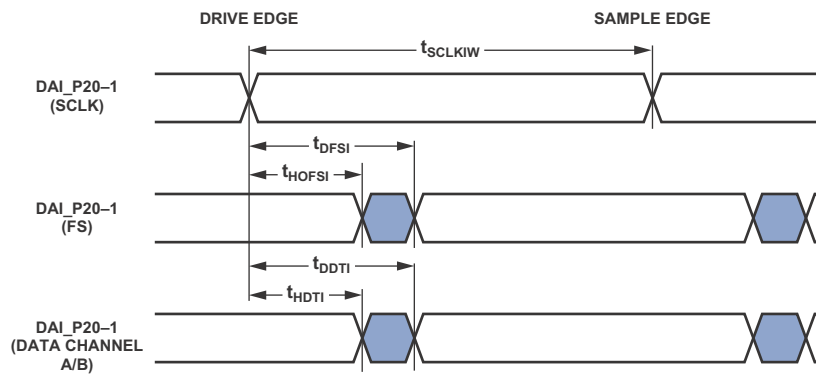 DRIVE EDGE
SAMPLE EDGE
tSCLKIW
DAI_P20–1
(SCLK)
tDFSI
tHOFSI
DAI_P20–1
(FS)
tDDTI
tHDTI
DAI_P20–1
(DATA CHANNEL
A/B)